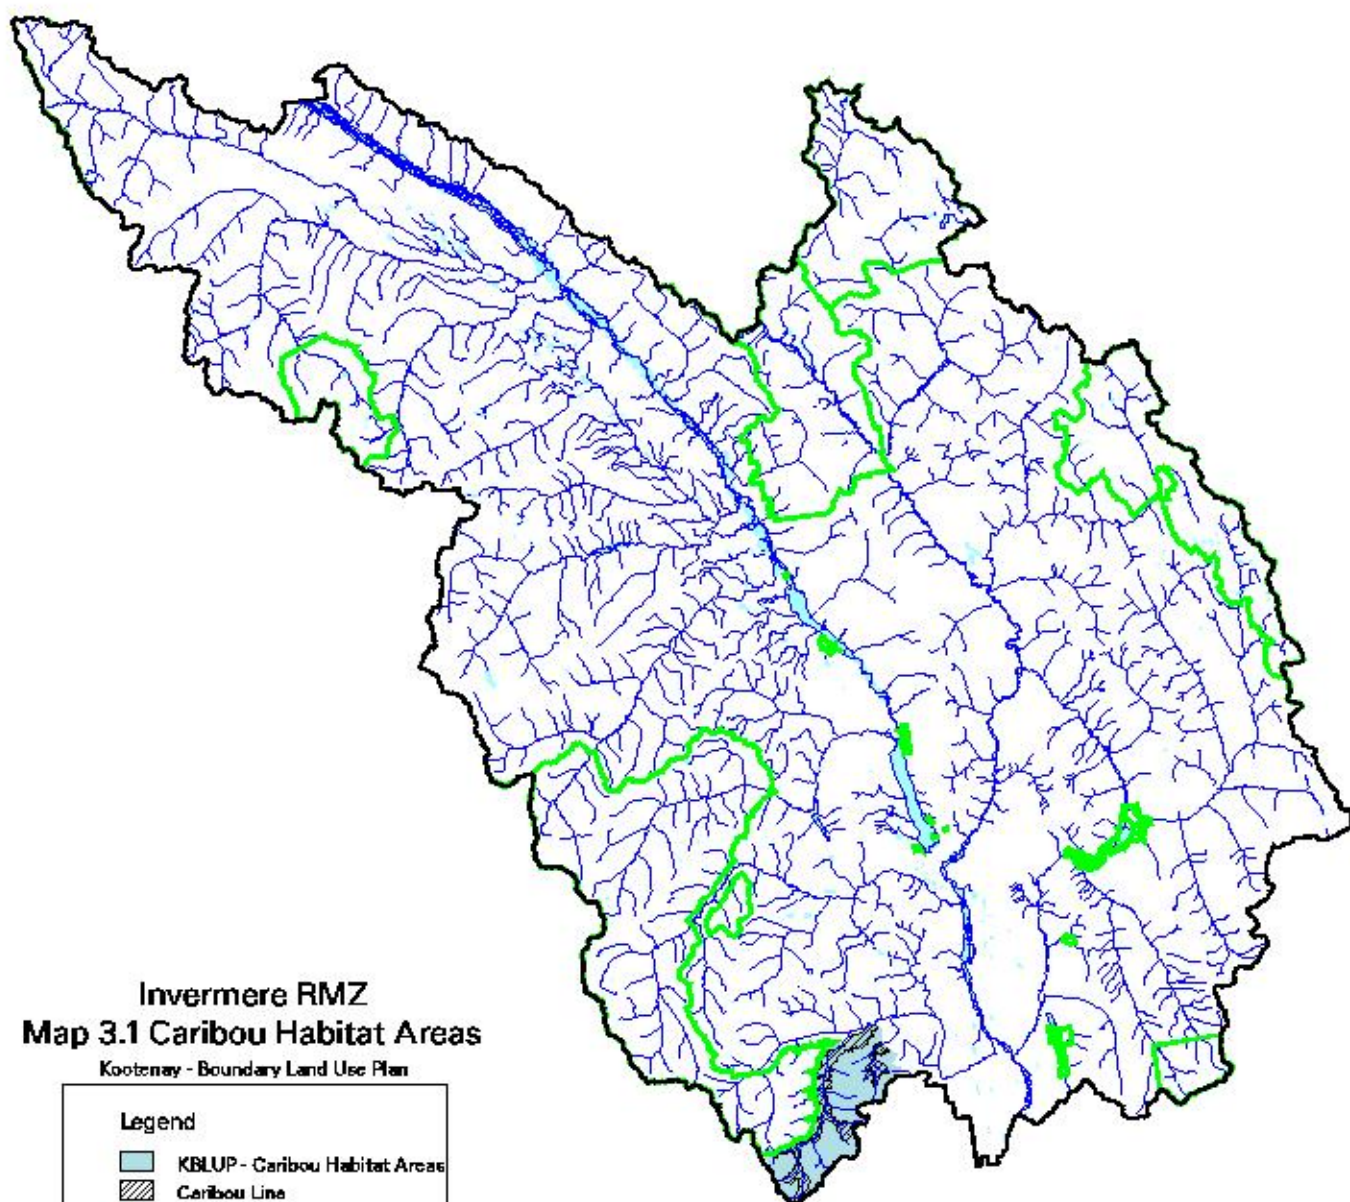 Invermere RMZ
Map 3.1 Caribou Habitat Areas
Kootenay - Boundary Land Use Plan
Legend
KBLUP - Caribou Habitat Areas
Caribou Line